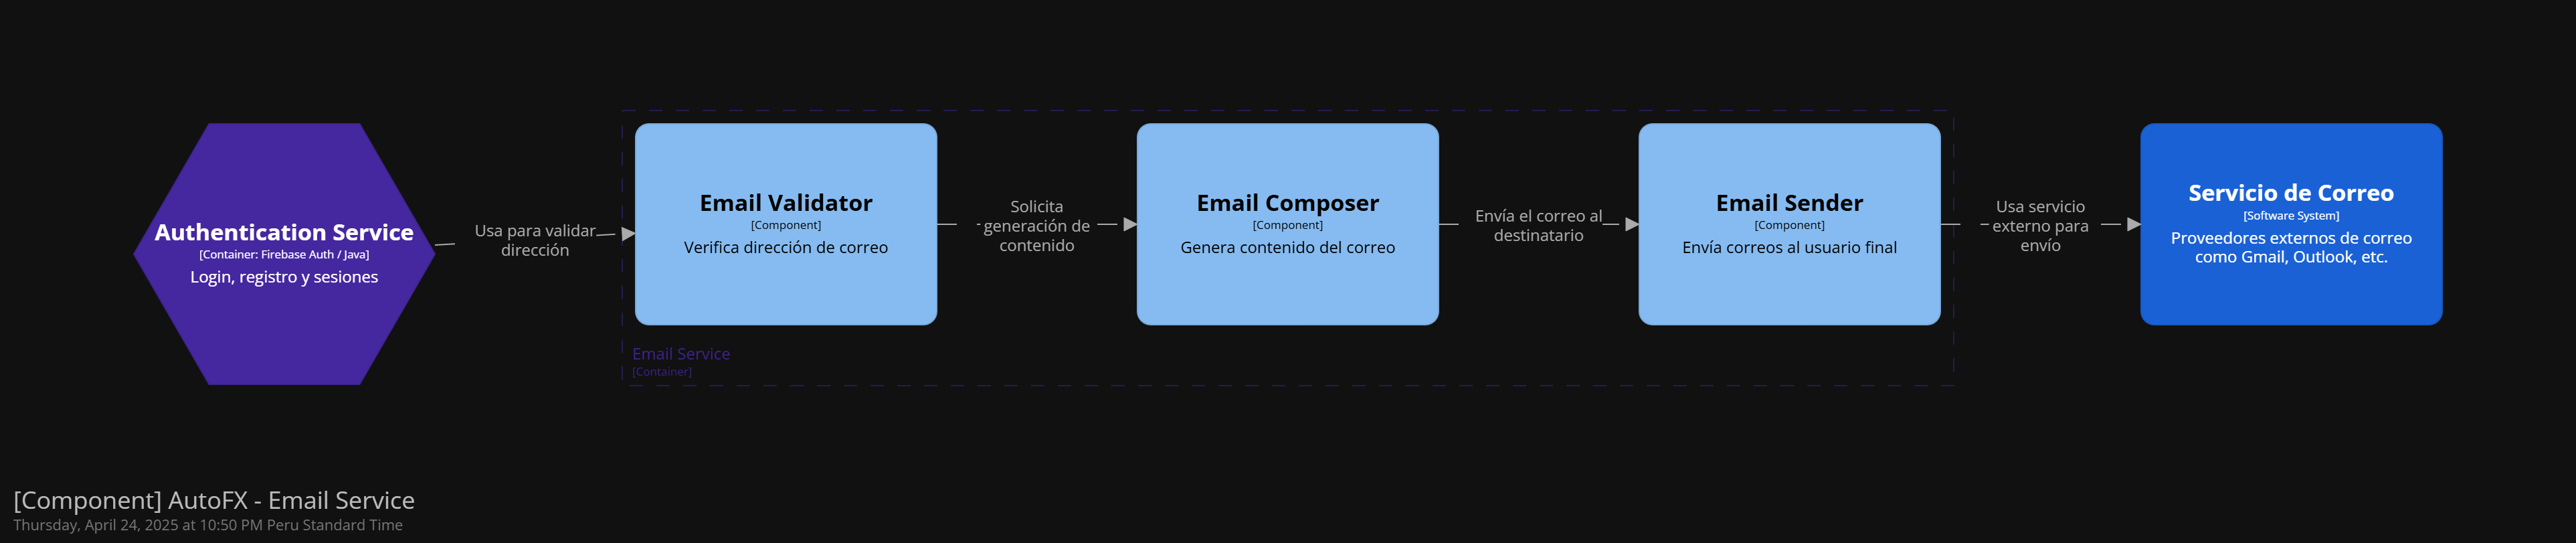 Authentication Service
[Container: Firebase Auth / Java]
Login, registro y sesiones
Usa para validar
dirección
Email Validator
[Component]
Verifica dirección de correo
Solicita
generación de
contenido
Email Composer
[Component]
Genera contenido del correo
Envía el correo al
destinatario
Email Sender
[Component]
Envía correos al usuario final
Usa servicio
externo para
envío
Servicio de Correo
[Software System]
Proveedores externos de correo
como Gmail, Outlook, etc.
Email Service
[Container]
[Component] AutoFX - Email Service
Thursday, April 24, 2025 at 10:50 PM Peru Standard Time